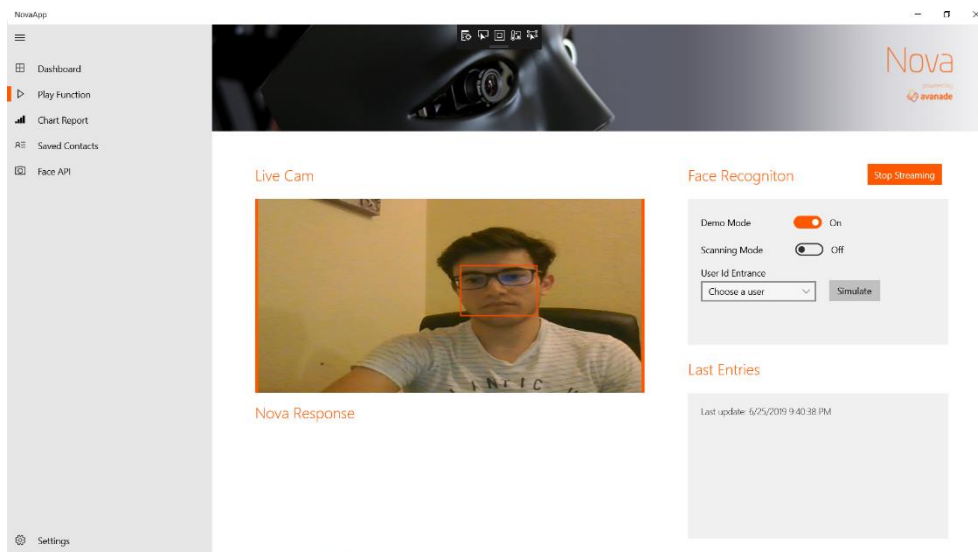 NovaApp
Dashboard
Play Function
Chart Report
Saved Contacts
Face API
Settings
Nova
avanade
Live Cam
Nova Response
Face Recogniton
Stop Streaming
Demo Mode
On
Scanning Mode
Off
User Id Entrance
Choose a user
Simulate
Last Entries
Last update: 6/25/2019 9:40:38 PM